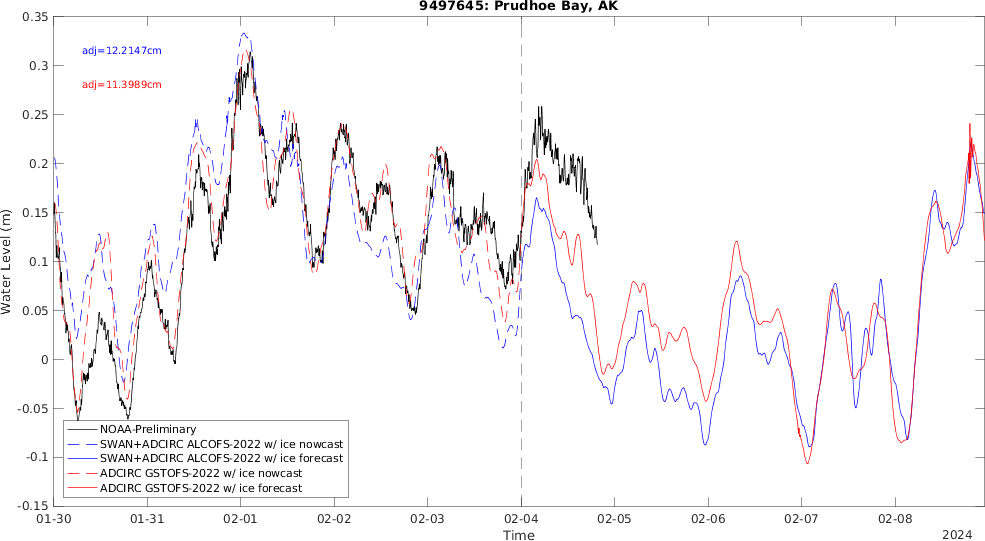 9497645: Prudhoe Bay, AK
0.35
0.3
0.25
0.2
0.15
0.1
0.05
0
-0.05
-0.1
-0.15
Water Level (m)
adj=12.2147cm
adj=11.3989cm
NOAA-Preliminary
SWAN+ADCIRC ALCOFS-2022 w/ ice nowcast
SWAN+ADCIRC ALCOFS-2022 w/ ice forecast
ADCIRC GSTOFS-2022 w/ ice nowcast
ADCIRC GSTOFS-2022 w/ ice forecast
01-30 01-31 02-01 02-02 02-03 02-04 02-05 02-06 02-07 02-08
Time
2024